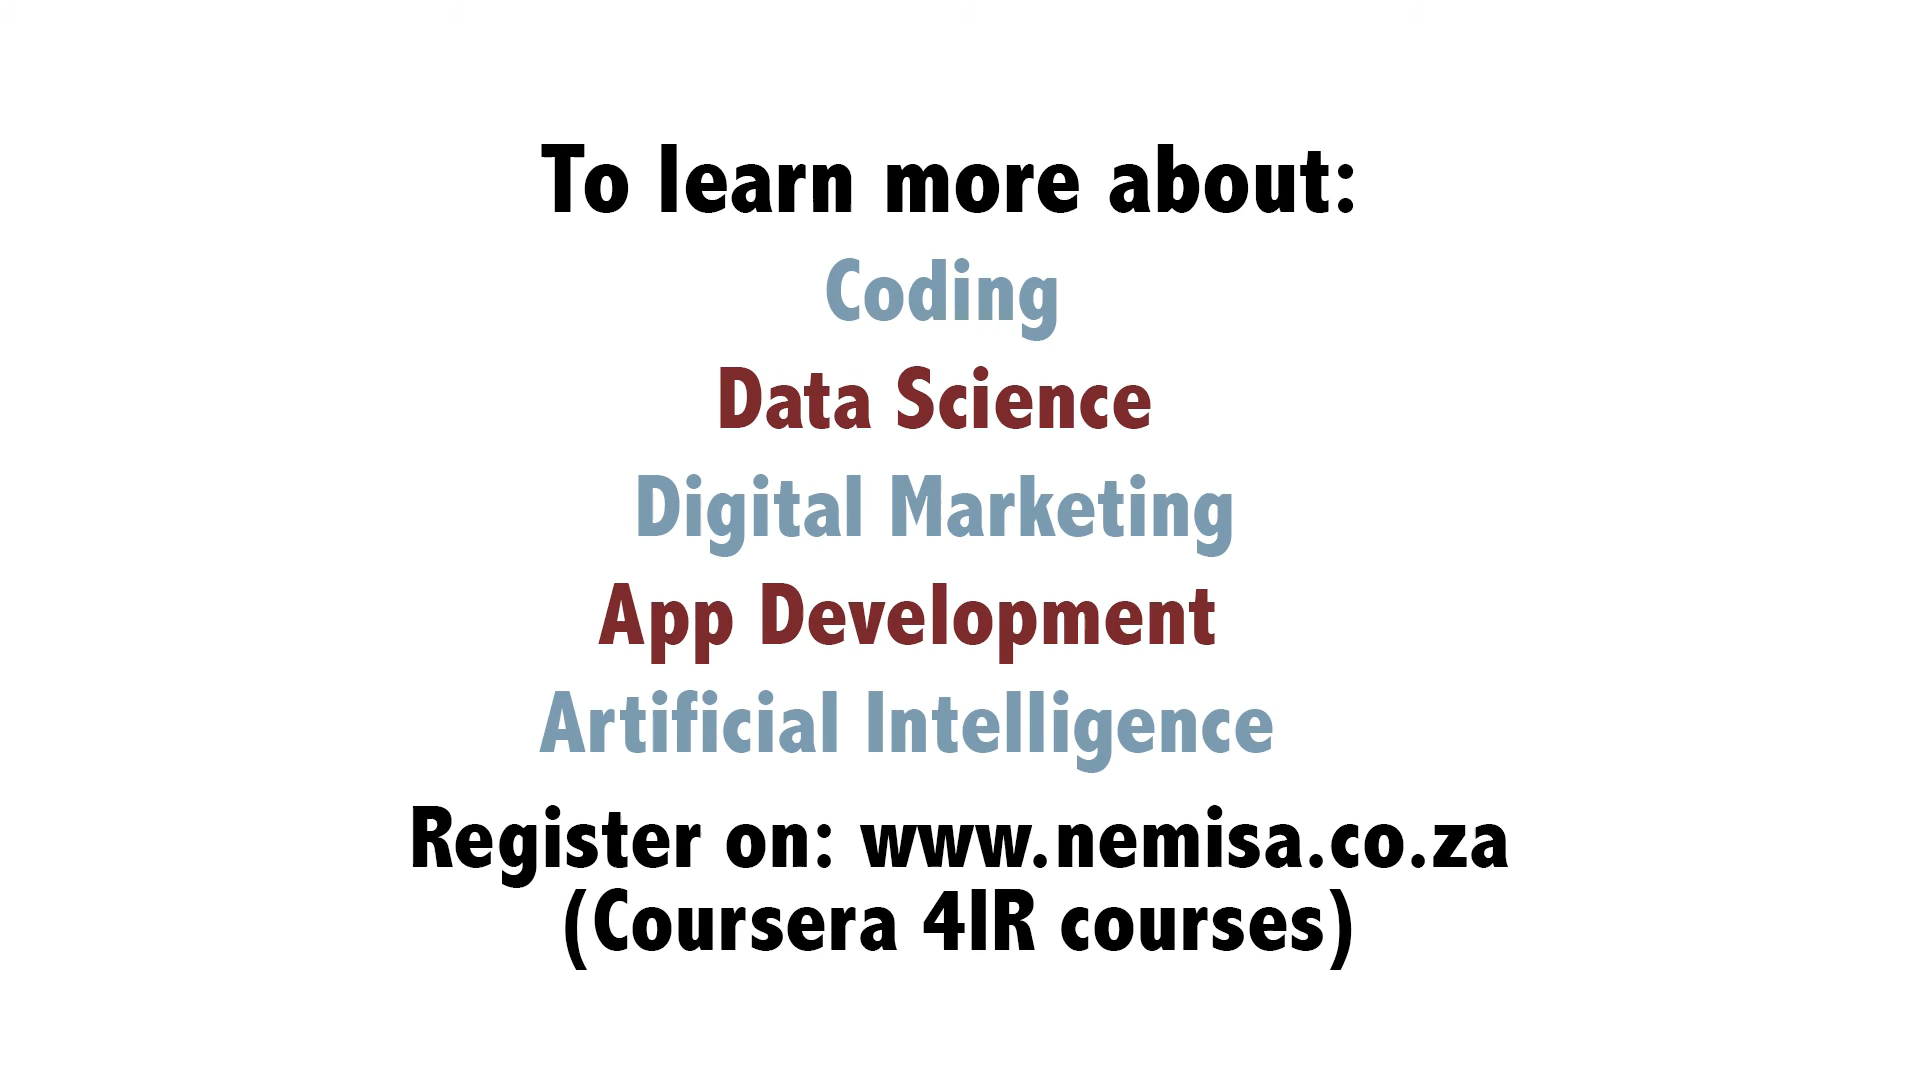 To learn more about:
Coding
Data Science
Digital Marketing
App Development
Artificial Intelligence
Register on: www.nemisa.co.za
(Coursera 4IR courses)